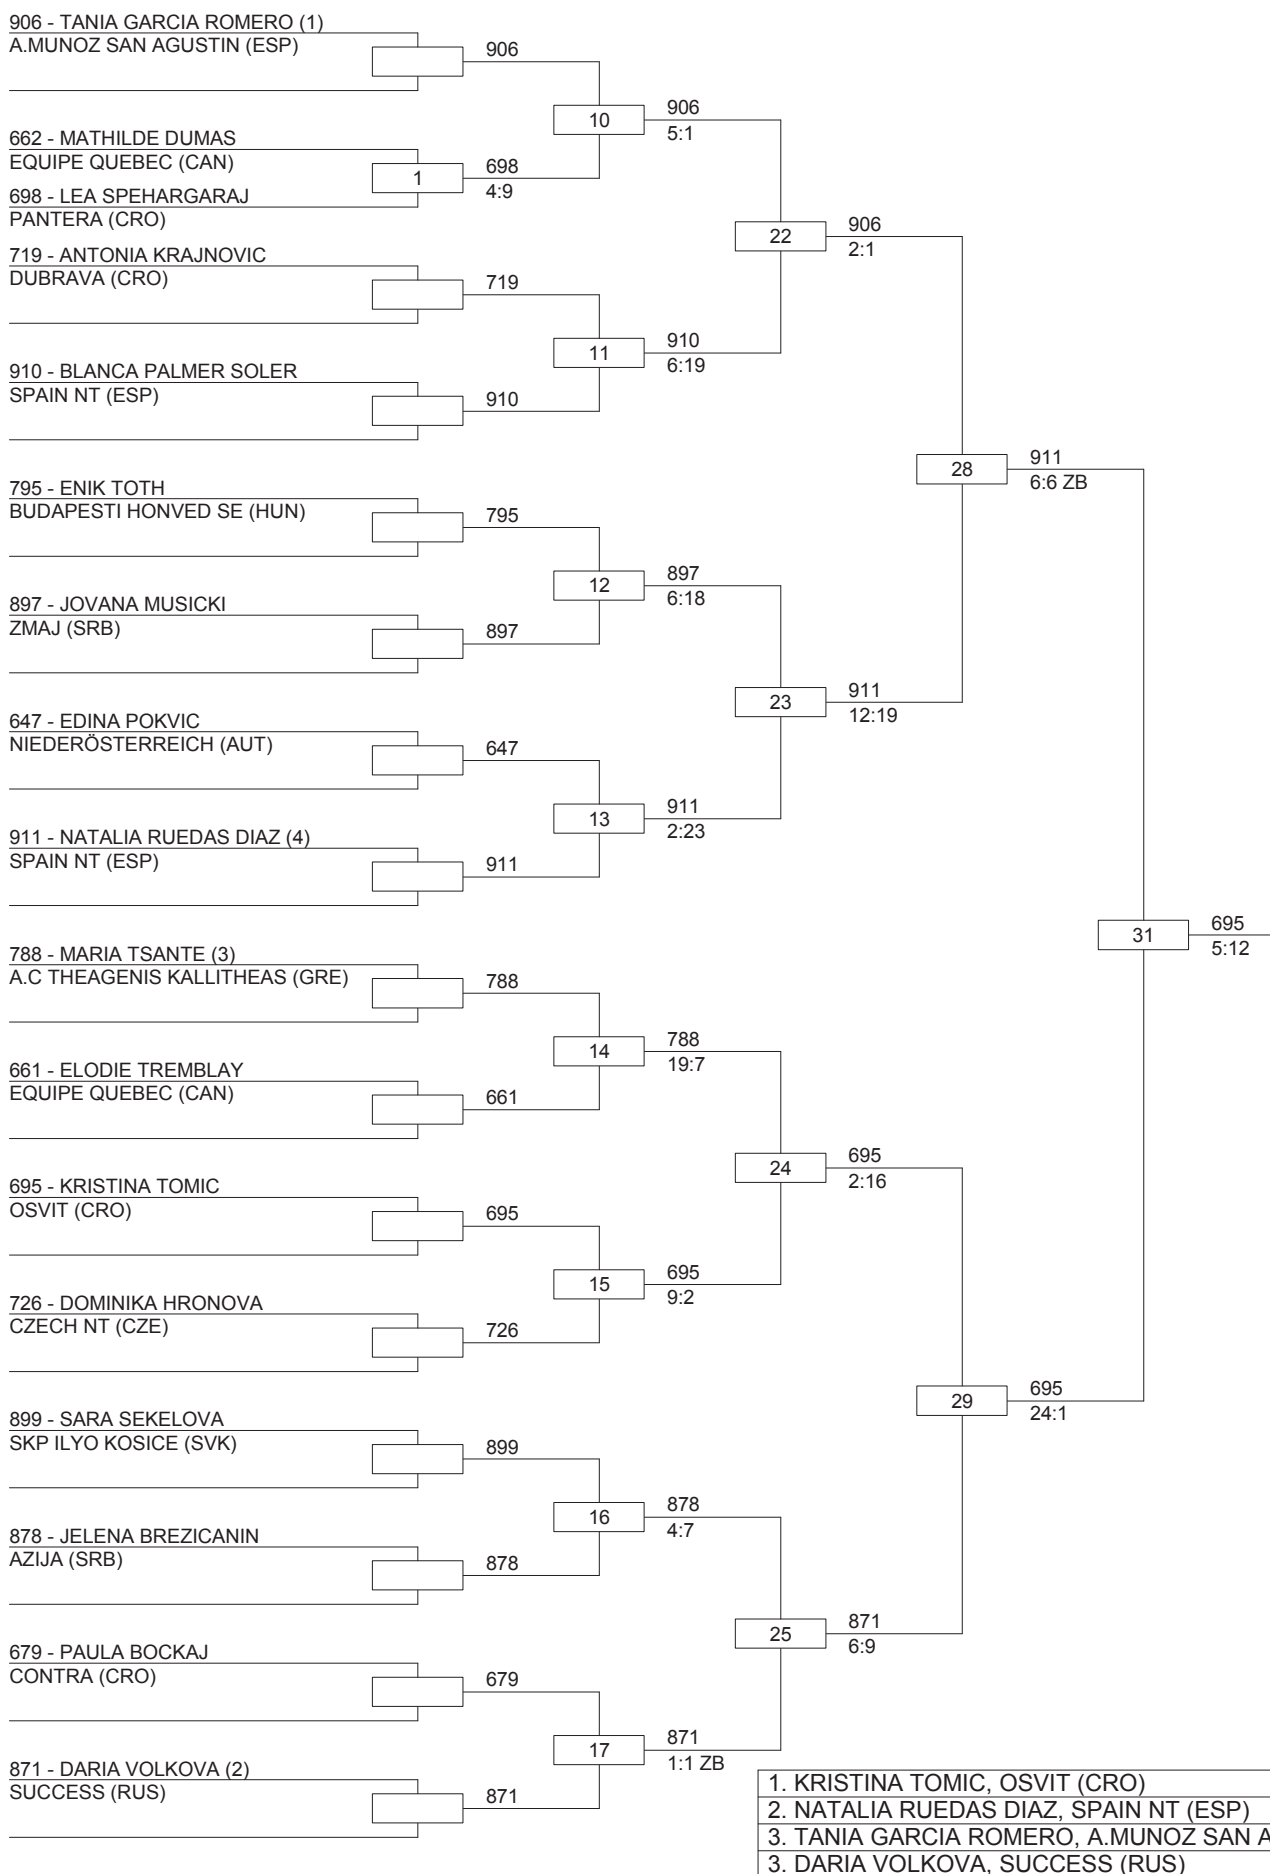 906 - TANIA GARCIA ROMERO (1)
A.MUNOZ SAN AGUSTIN (ESP)
906
10
906
5:1
662 - MATHILDE DUMAS
EQUIPE QUEBEC (CAN)
1
698
4:9
698 - LEA SPEHARGARAJ
PANTERA (CRO)
22
906
2:1
719 - ANTONIA KRAJNOVIC
DUBRAVA (CRO)
719
11
910
6:19
910 - BLANCA PALMER SOLER
SPAIN NT (ESP)
910
28
911
6:6 ZB
795 - ENIK TOTH
BUDAPESTI HONVED SE (HUN)
795
12
897
6:18
897 - JOVANA MUSICKI
ZMAJ (SRB)
897
23
911
12:19
647 - EDINA POKVIC
NIEDERÖSTERREICH (AUT)
647
13
911
2:23
911 - NATALIA RUEDAS DIAZ (4)
SPAIN NT (ESP)
911
31
695
5:12
788 - MARIA TSANTE (3)
A.C THEAGENIS KALLITHEAS (GRE)
788
14
788
19:7
661 - ELODIE TREMBLAY
EQUIPE QUEBEC (CAN)
661
24
695
2:16
695 - KRISTINA TOMIC
OSVIT (CRO)
695
15
695
9:2
726 - DOMINIKA HRONOVA
CZECH NT (CZE)
726
29
695
24:1
899 - SARA SEKELOVA
SKP ILYO KOSICE (SVK)
899
16
878
4:7
878 - JELENA BREZICANIN
AZIJA (SRB)
878
25
871
6:9
679 - PAULA BOCKAJ
CONTRA (CRO)
679
17
871
1:1 ZB
871 - DARIA VOLKOVA (2)
SUCCESS (RUS)
871
1. KRISTINA TOMIC, OSVIT (CRO)
2. NATALIA RUEDAS DIAZ, SPAIN NT (ESP)
3. TANIA GARCIA ROMERO, A.MUNOZ SAN A
3. DARIA VOLKOVA, SUCCESS (RUS)